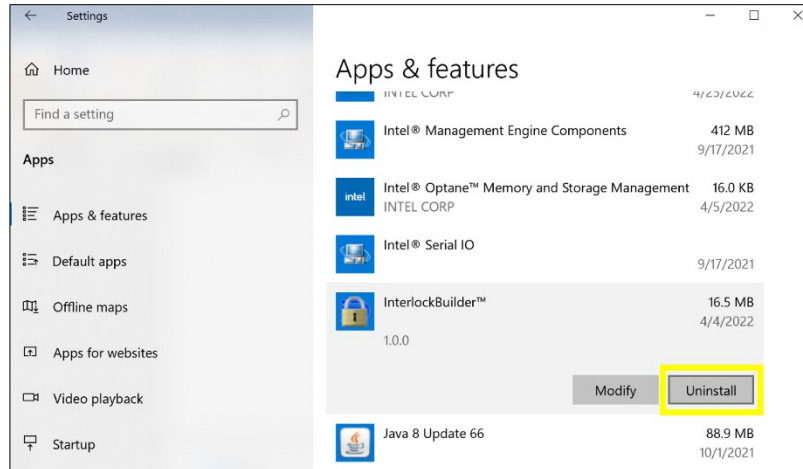 Settings
Home
Find a setting
Apps
Apps & features
Default apps
Offline maps
Apps for websites
Video playback
Startup
Apps & features
INTEL CORP 4/25/2022
Intel® Management Engine Components 412 MB
9/17/2021
intel
Intel® Optane™ Memory and Storage Management 16.0 KB
INTEL CORP 4/5/2022
Intel® Serial IO
9/17/2021
InterlockBuilder™ 16.5 MB
4/4/2022
1.0.0
Modify Uninstall
Java 8 Update 66 88.9 MB
10/1/2021